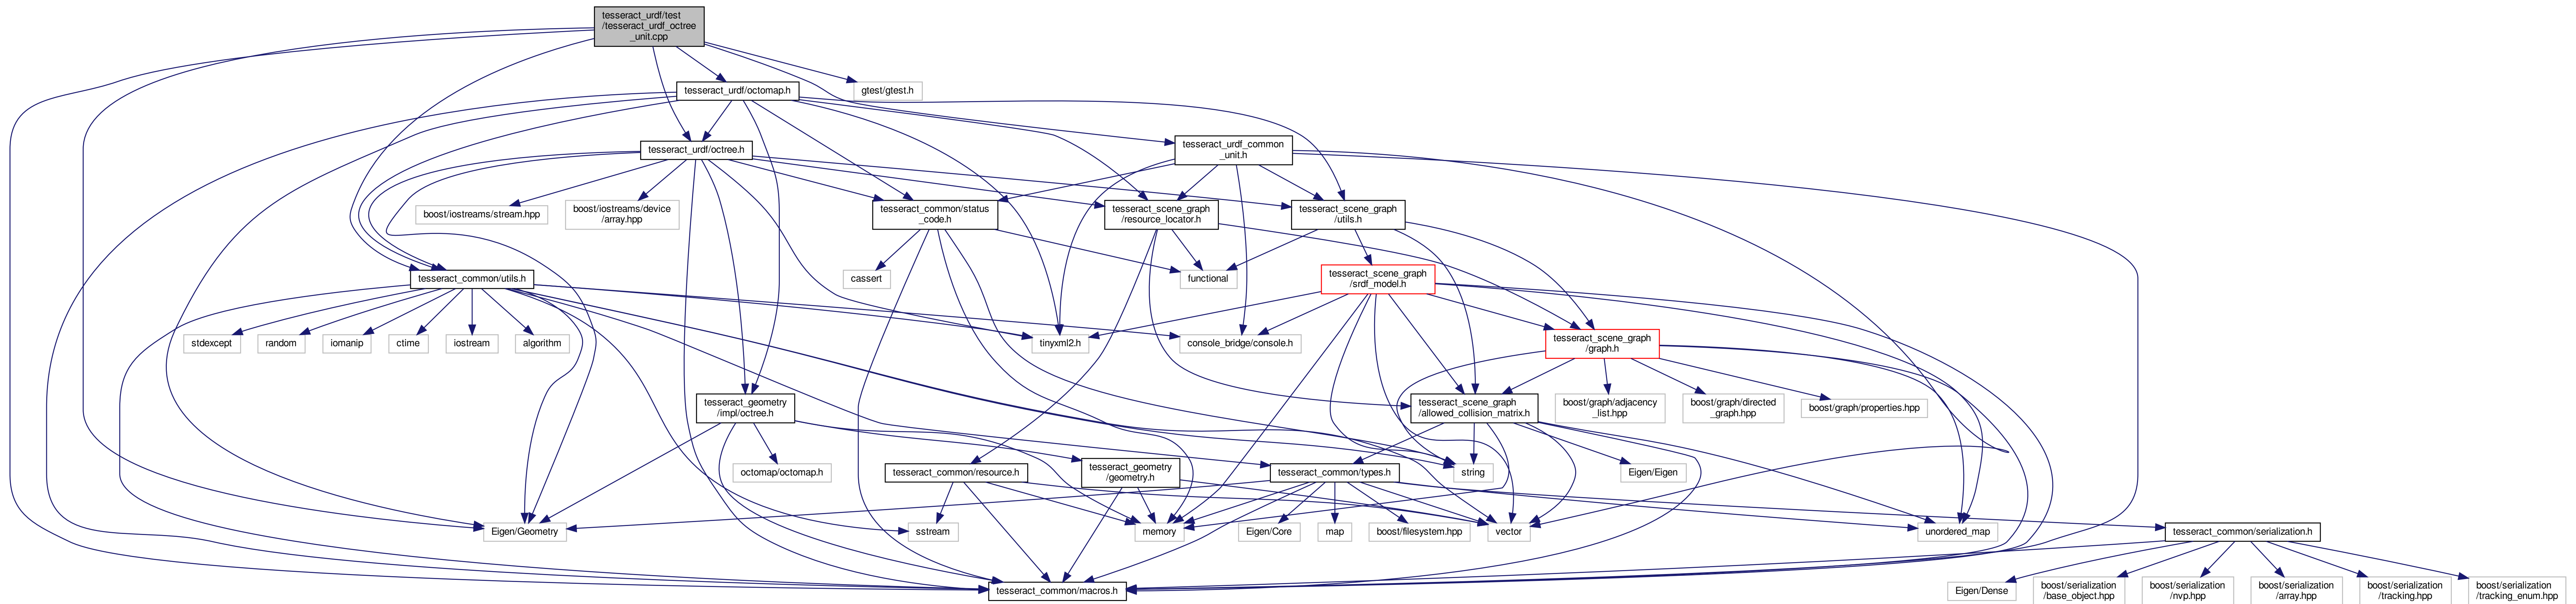 tesseract_urdf/test
/tesseract_urdf_octree
_unit.cpp
tesseract_urdf/octomap.h
gtest/gtest.h
tesseract_urdf/octree.h
tesseract_urdf_common
_unit.h
boost/iostreams/stream.hpp
boost/iostreams/device
/array.hpp
tesseract_common/status
_code.h
tesseract_scene_graph
/resource_locator.h
tesseract_scene_graph
/utils.h
tesseract_common/utils.h
cassert
functional
tesseract_scene_graph
/srdf_model.h
stdexcept
random
iomanip
ctime
iostream
algorithm
tinyxml2.h
console_bridge/console.h
tesseract_scene_graph
/graph.h
tesseract_geometry
/impl/octree.h
tesseract_scene_graph
/allowed_collision_matrix.h
boost/graph/adjacency
_list.hpp
boost/graph/directed
_graph.hpp
boost/graph/properties.hpp
octomap/octomap.h
tesseract_common/resource.h
tesseract_geometry
/geometry.h
tesseract_common/types.h
string
Eigen/Eigen
Eigen/Geometry
sstream
memory
Eigen/Core
map
boost/filesystem.hpp
vector
unordered_map
tesseract_common/serialization.h
tesseract_common/macros.h
Eigen/Dense
boost/serialization
/base_object.hpp
boost/serialization
/nvp.hpp
boost/serialization
/array.hpp
boost/serialization
/tracking.hpp
boost/serialization
/tracking_enum.hpp